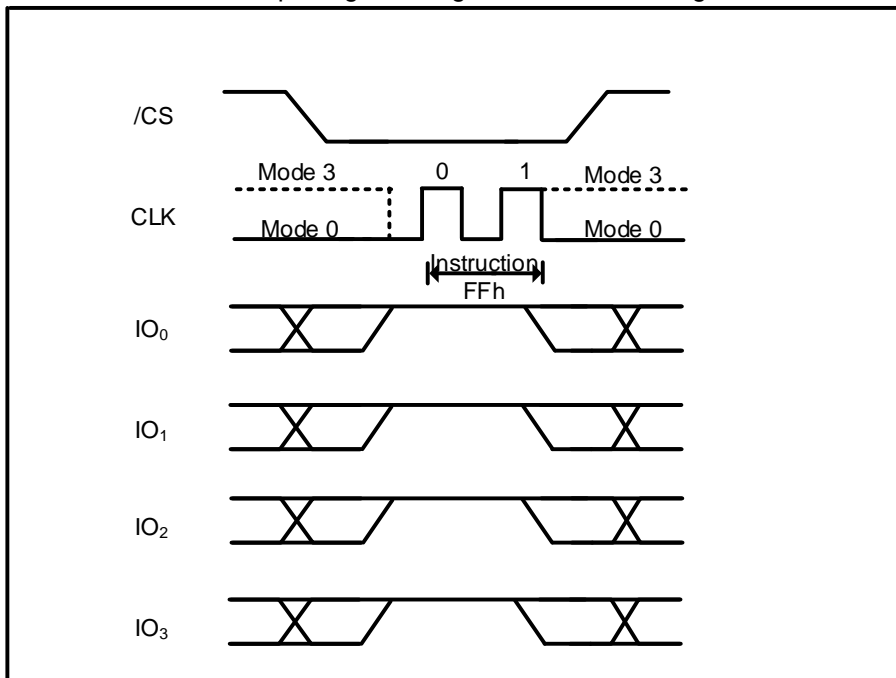 /CS
Mode 3 0 1 Mode 3
CLK
Mode 0 Mode 0
Instruction
FFh
IO₀
IO₁
IO₂
IO₃